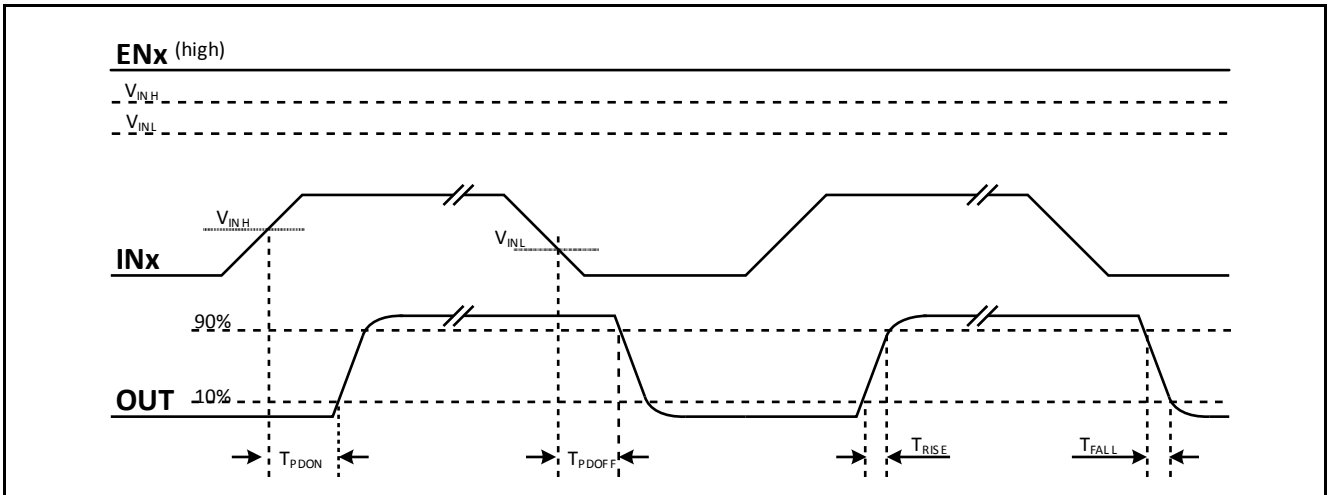 ENx (high)
VINH
VINL
VINH
VINL
INx
90%
OUT 10%
TPDON TPDOFF TRISE TFALL